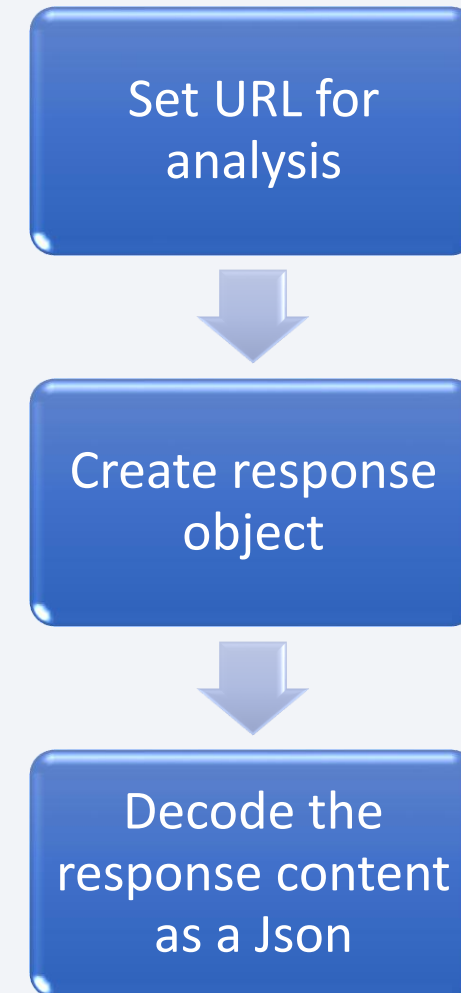 Set URL for
analysis
Create response
object
Decode the
response content
as a Json